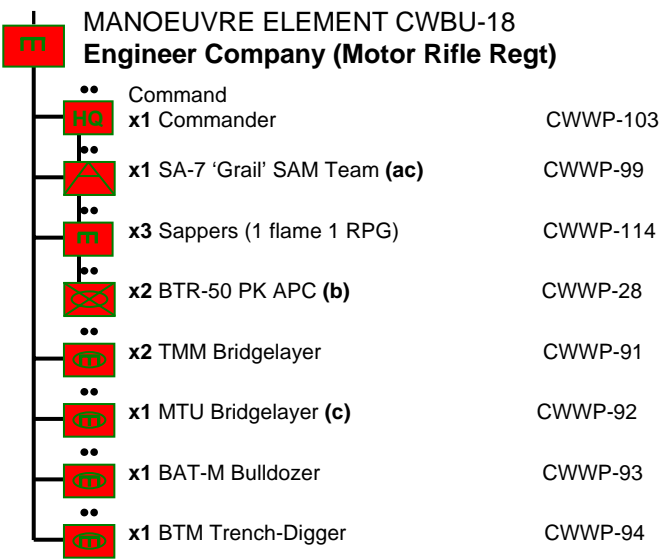 MANOEUVRE ELEMENT CWBU-18
Engineer Company (Motor Rifle Regt)
Command
HQ x1 Commander CWWP-103
x1 SA-7 ‘Grail’ SAM Team (ac) CWWP-99
x3 Sappers (1 flame 1 RPG) CWWP-114
x2 BTR-50 PK APC (b) CWWP-28
x2 TMM Bridgelayer CWWP-91
x1 MTU Bridgelayer (c) CWWP-92
x1 BAT-M Bulldozer CWWP-93
x1 BTM Trench-Digger CWWP-94